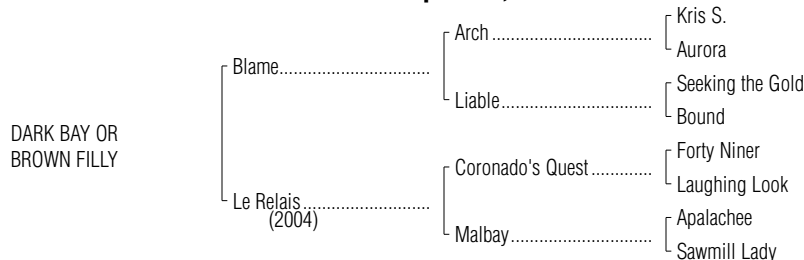 Kris S.
Arch
Aurora
Blame
Seeking the Gold
Liable
Bound
DARK BAY OR
BROWN FILLY
Forty Niner
Coronado's Quest
Laughing Look
Le Relais
(2004)
Apalachee
Malbay
Sawmill Lady